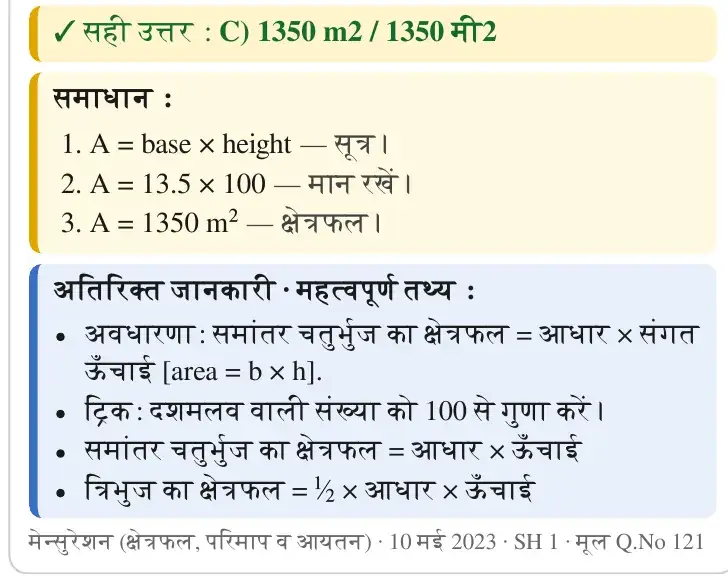 ✓ सही उत्तर : C) 1350 m2 / 1350 मी2
समाधान :
1. A = base × height — सूत्र।
2. A = 13.5 × 100 — मान रखें।
3. A = 1350 m² — क्षेत्रफल।
अतिरिक्त जानकारी · महत्वपूर्ण तथ्य :
• अवधारणा : समांतर चतुर्भुज का क्षेत्रफल = आधार × संगत
ऊँचाई [area = b × h].
• ट्रिक : दशमलव वाली संख्या को 100 से गुणा करें।
• समांतर चतुर्भुज का क्षेत्रफल = आधार × ऊँचाई
• त्रिभुज का क्षेत्रफल = ½ × आधार × ऊँचाई
मेन्सुरेशन (क्षेत्रफल, परिमाप व आयतन) · 10 मई 2023 · SH 1 · मूल Q.No 121